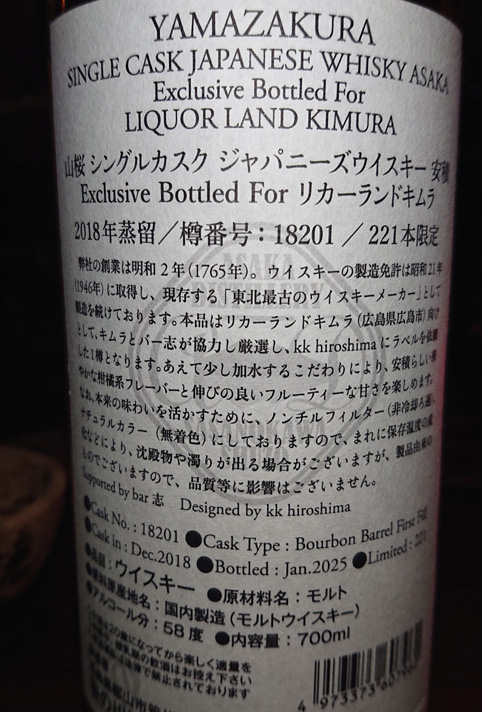 YAMAZAKURA
SINGLE CASK JAPANESE WHISKY ASAKA
Exclusive Bottled For
LIQUOR LAND KIMURA
山桜 シングルカスク ジャパニーズウイスキー 安積
Exclusive Bottled For リカーランドキムラ
2018年蒸留／樽番号：18201 ／ 221本限定
弊社の創業は明和２年(1765年)。ウイスキーの製造免許は昭和21年
(1946年)に取得し、現存する「東北最古のウイスキーメーカー」として
製造を続けております。本品はリカーランドキムラ(広島県広島市)向け
として、キムラとバー志が協力し厳選し、kk hiroshima にラベルを依頼
した1樽となります。あえて少し加水するこだわりにより、安積らしい華
やかな柑橘系フレーバーと伸びの良いフルーティーな甘さを楽しめます。
なお、本来の味わいを活かすために、ノンチルフィルター(非冷却ろ過)、
ナチュラルカラー (無着色) にしておりますので、まれに保存温度の変
化などにより、沈殿物や濁りが出る場合がございますが、製品由来の
ものでございますので、品質等に影響はございません。
Supported by bar 志 Designed by kk hiroshima
●Cask No. : 18201 ●Cask Type : Bourbon Barrel First Fill
●Cask in : Dec.2018 ●Bottled : Jan.2025 ●Limited : 221
●品目：ウイスキー
●原料原産地名：国内製造 (モルトウイスキー)
●原材料名：モルト
●アルコール分：58 度 ●内容量：700ml
ASAKA
DISTILLERY
4 973373